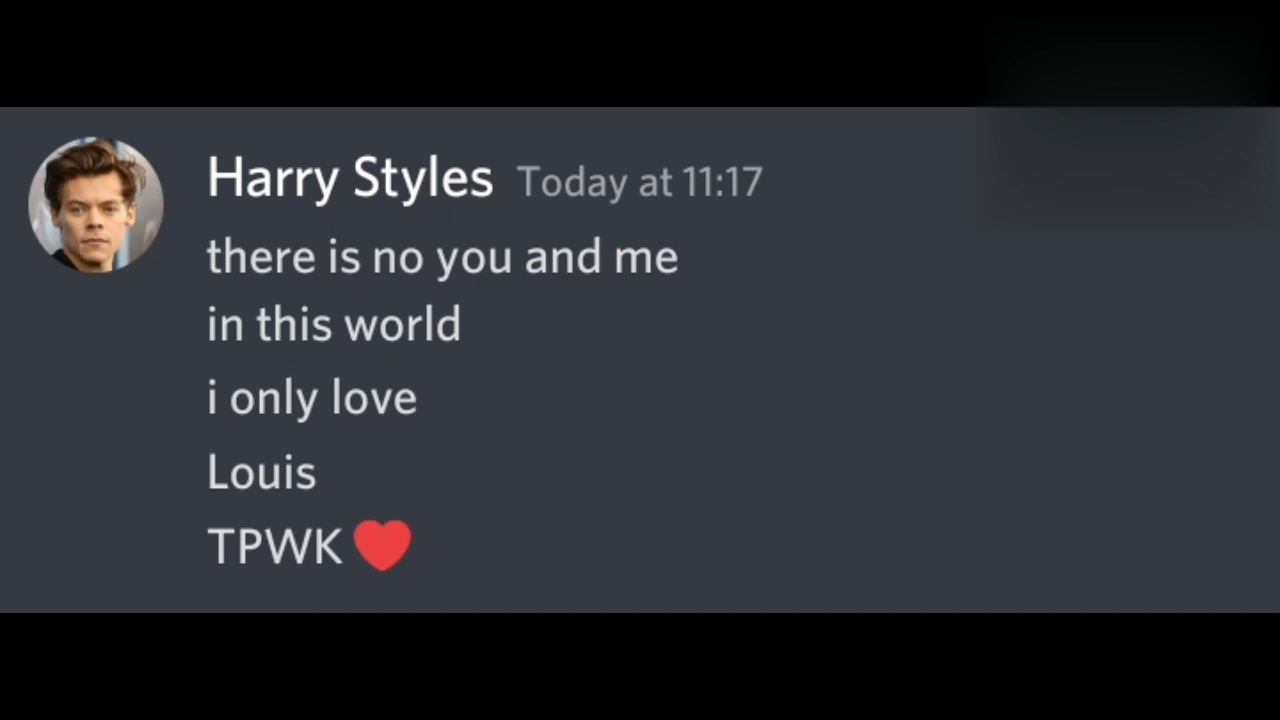 Harry Styles Today at 11:17
there is no you and me
in this world
i only love
Louis
TPWK ❤️